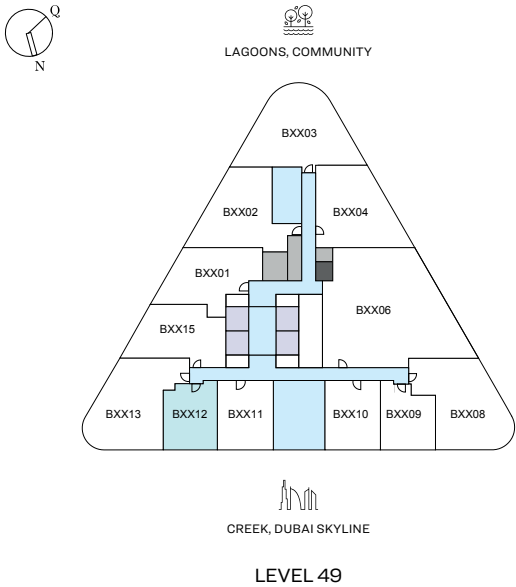 Q
N
LAGOONS, COMMUNITY
BXX03
BXX02
BXX04
BXX01
BXX06
BXX15
BXX13
BXX12
BXX11
BXX10
BXX09
BXX08
CREEK, DUBAI SKYLINE
LEVEL 49